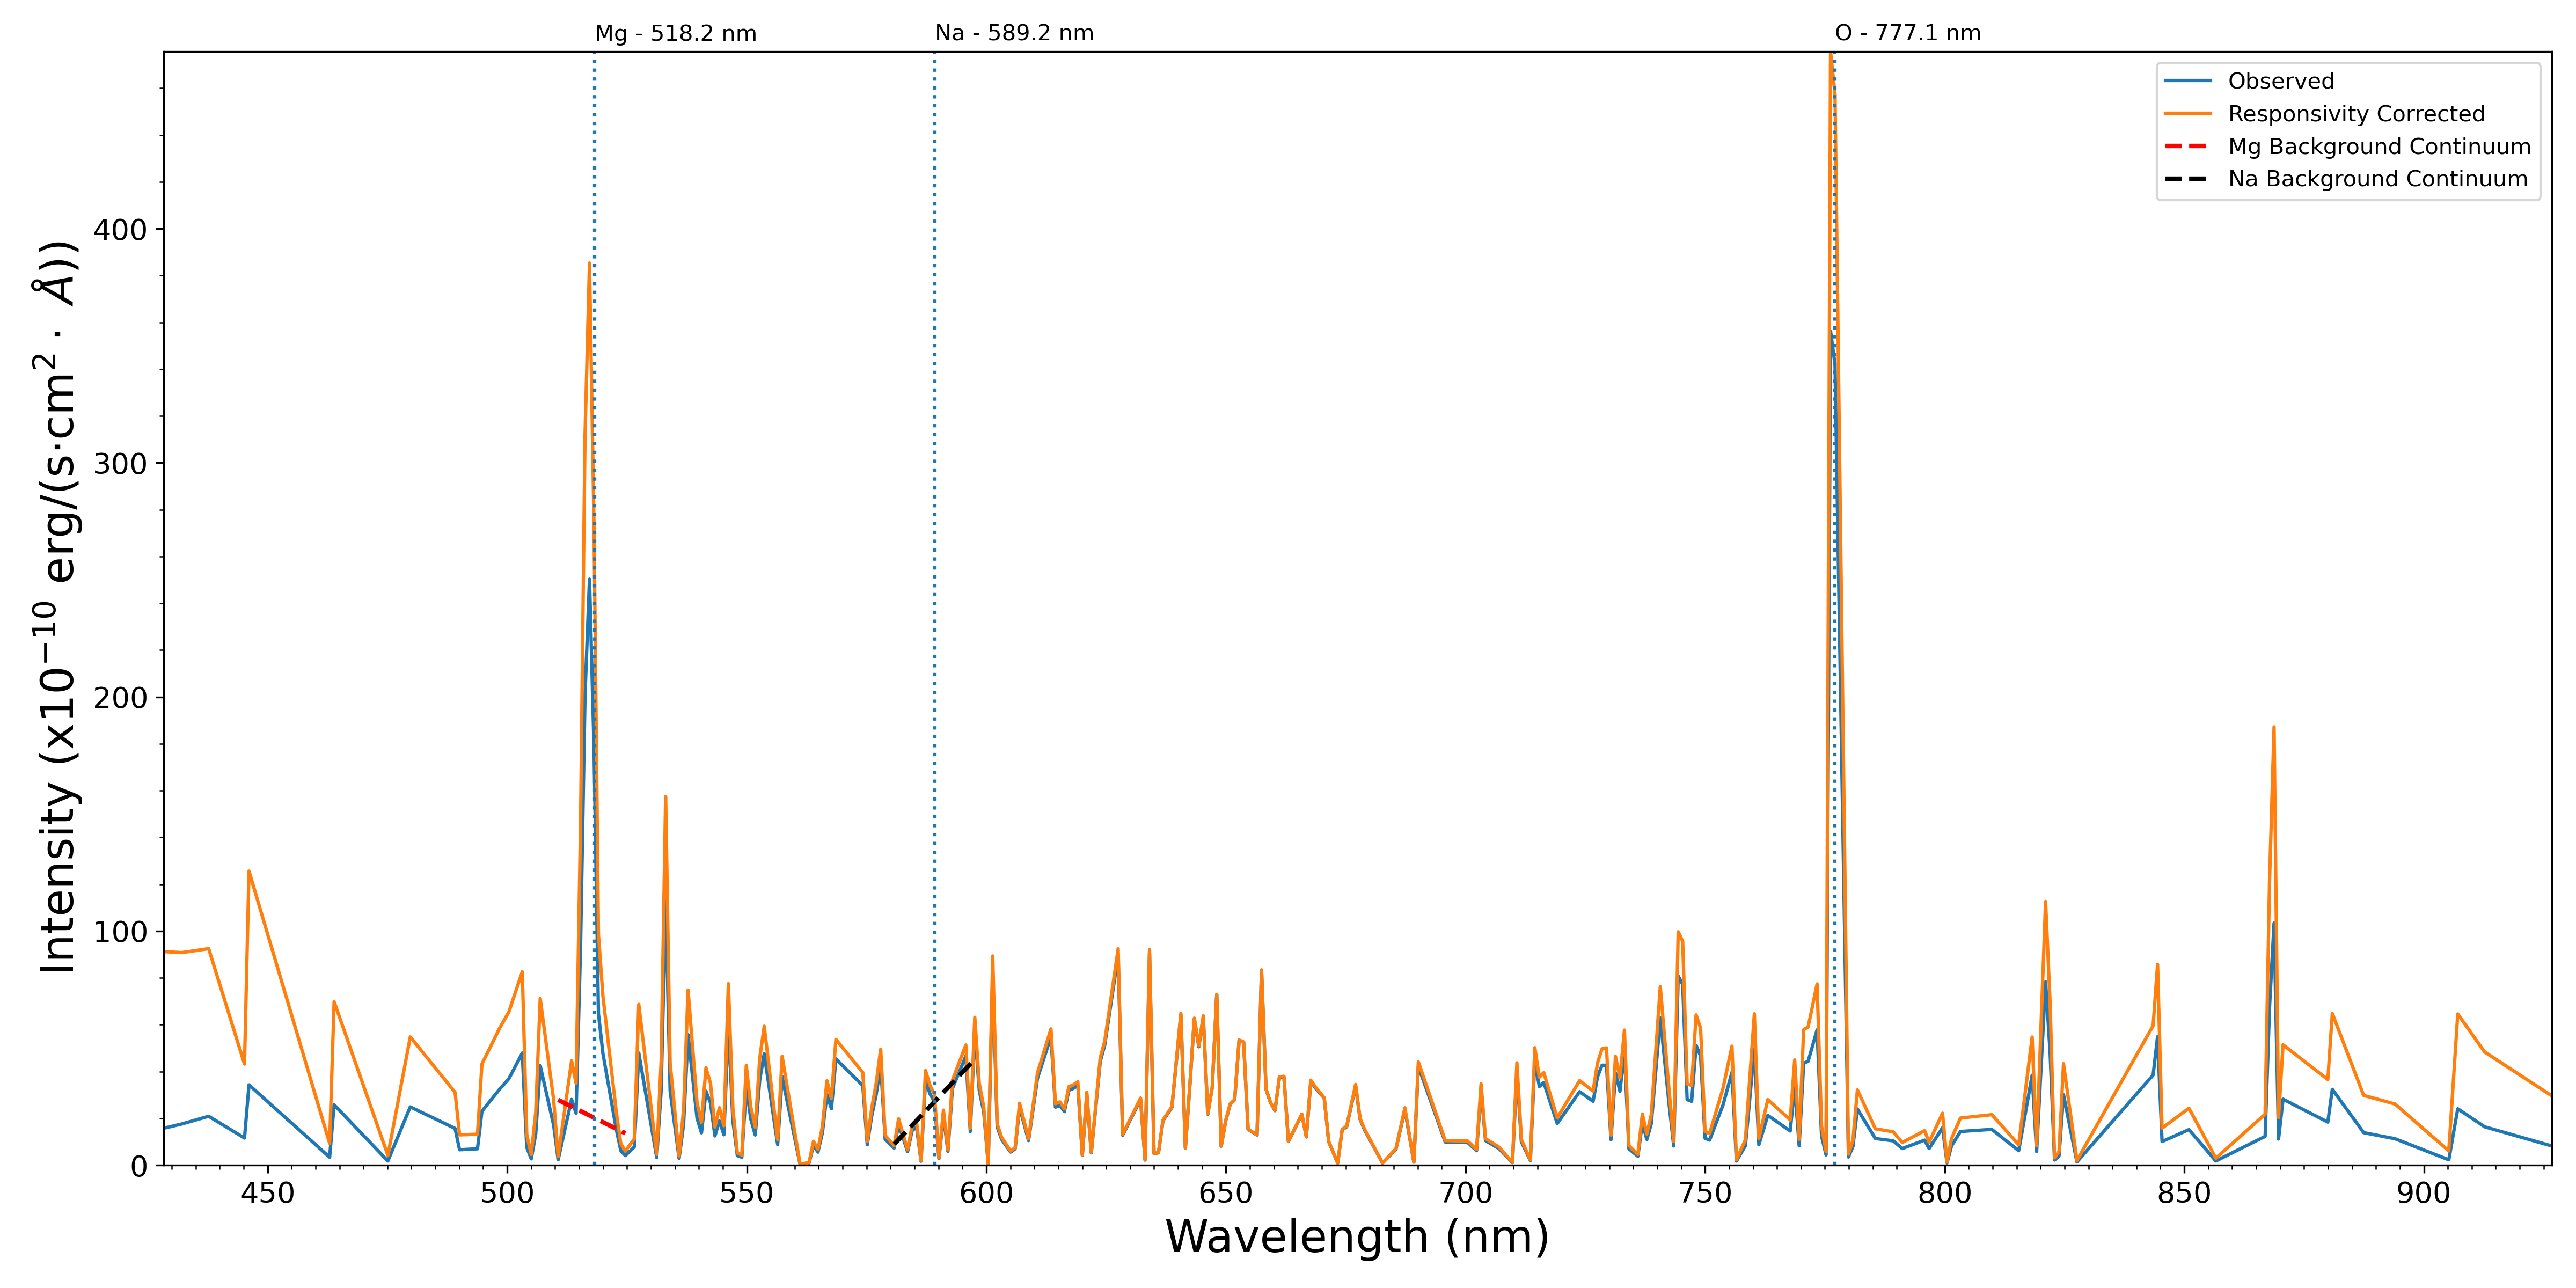 Mg - 518.2 nm
Na - 589.2 nm
O - 777.1 nm
Observed
Responsivity Corrected
Mg Background Continuum
Na Background Continuum
Intensity (x10⁻¹⁰ erg/(s·cm² · Å))
400
300
200
100
0
450
500
550
600
650
700
750
800
850
900
Wavelength (nm)